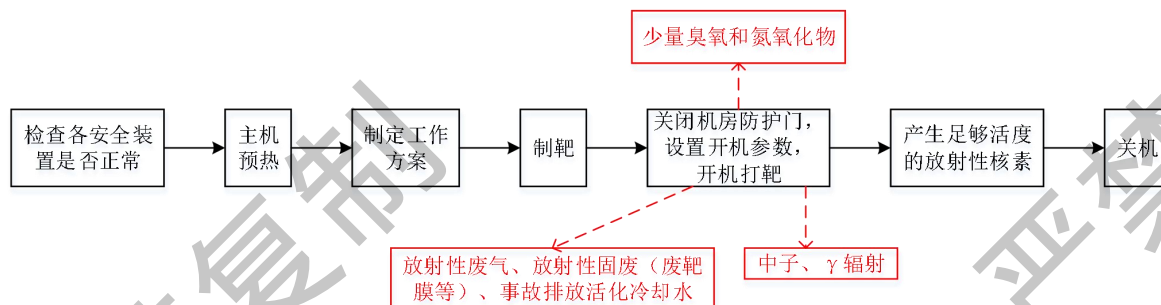 少量臭氧和氮氧化物
检查各安全装
置是否正常
主机
预热
制定工作
方案
制靶
关闭机房防护门，
设置开机参数，
开机打靶
产生足够活度
的放射性核素
关机
放射性废气、放射性固废（废靶
膜等）、事故排放活化冷却水
中子、γ辐射
复制
严禁